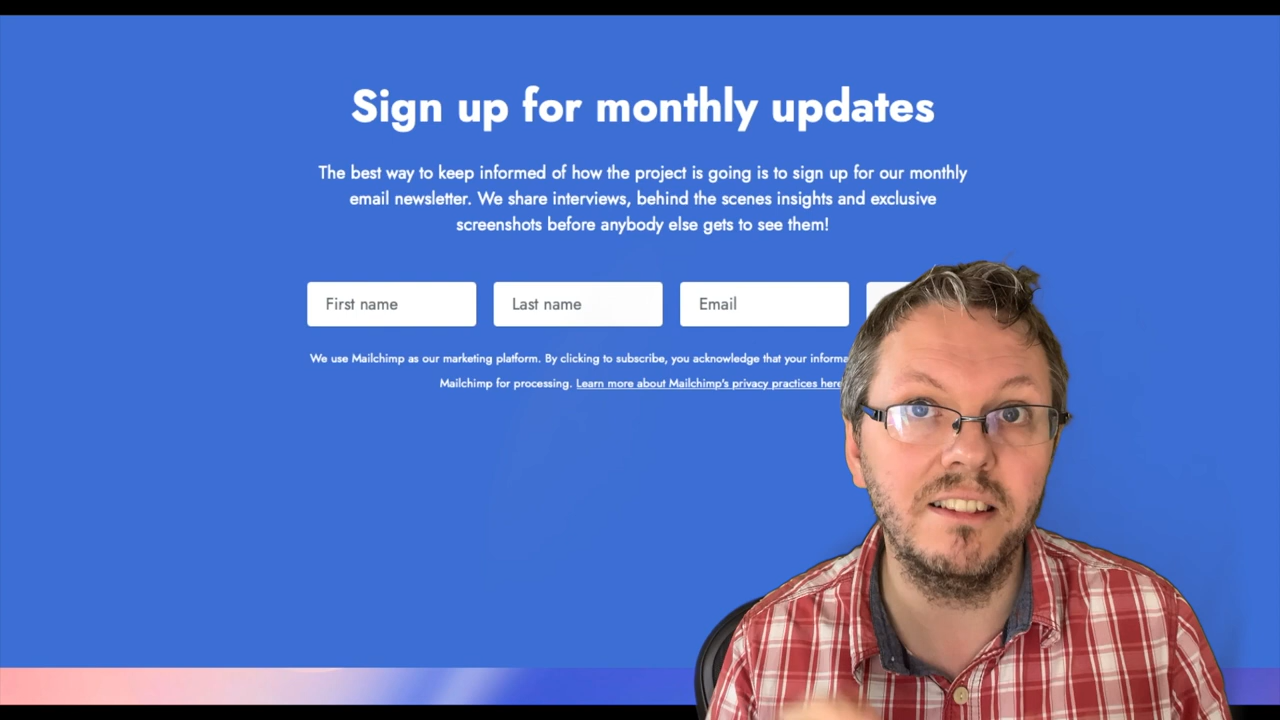 Sign up for monthly updates
The best way to keep informed of how the project is going is to sign up for our monthly
email newsletter. We share interviews, behind the scenes insights and exclusive
screenshots before anybody else gets to see them!
First name
Last name
Email
We use Mailchimp as our marketing platform. By clicking to subscribe, you acknowledge that your
Mailchimp for processing. Learn more about Mailchimp's privacy practices here